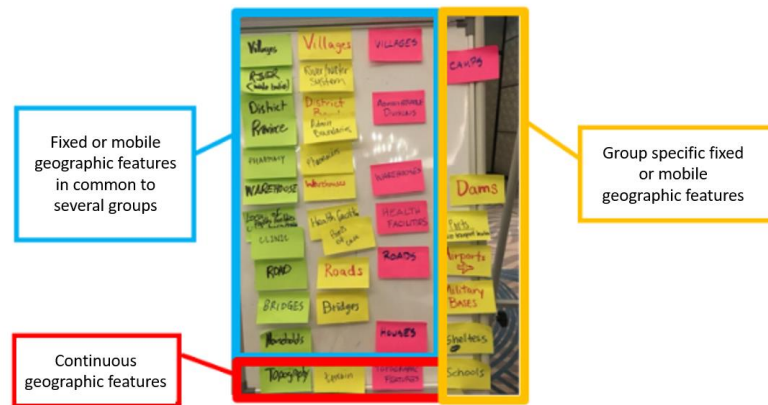 Fixed or mobile
geographic features
in common to
several groups
Continuous
geographic features
Group specific fixed
or mobile
geographic features
Villages
RIVER
District
Province
PHARMACY
WAREHOUSE
CLINIC
ROAD
BRIDGES
Households
Topography
Villages
River/water
System
District
Admin
Boundaries
Warehouses
Health
Roads
Bridges
Terrain
VILLAGES
ADMINISTRATIVE
WAREHOUSES
HEALTH
FACILITIES
ROADS
HOUSES
TOPOGRAPHIC
FEATURES
CAMPS
Dams
Ports
Airports
Military
BASES
Shelters
Schools